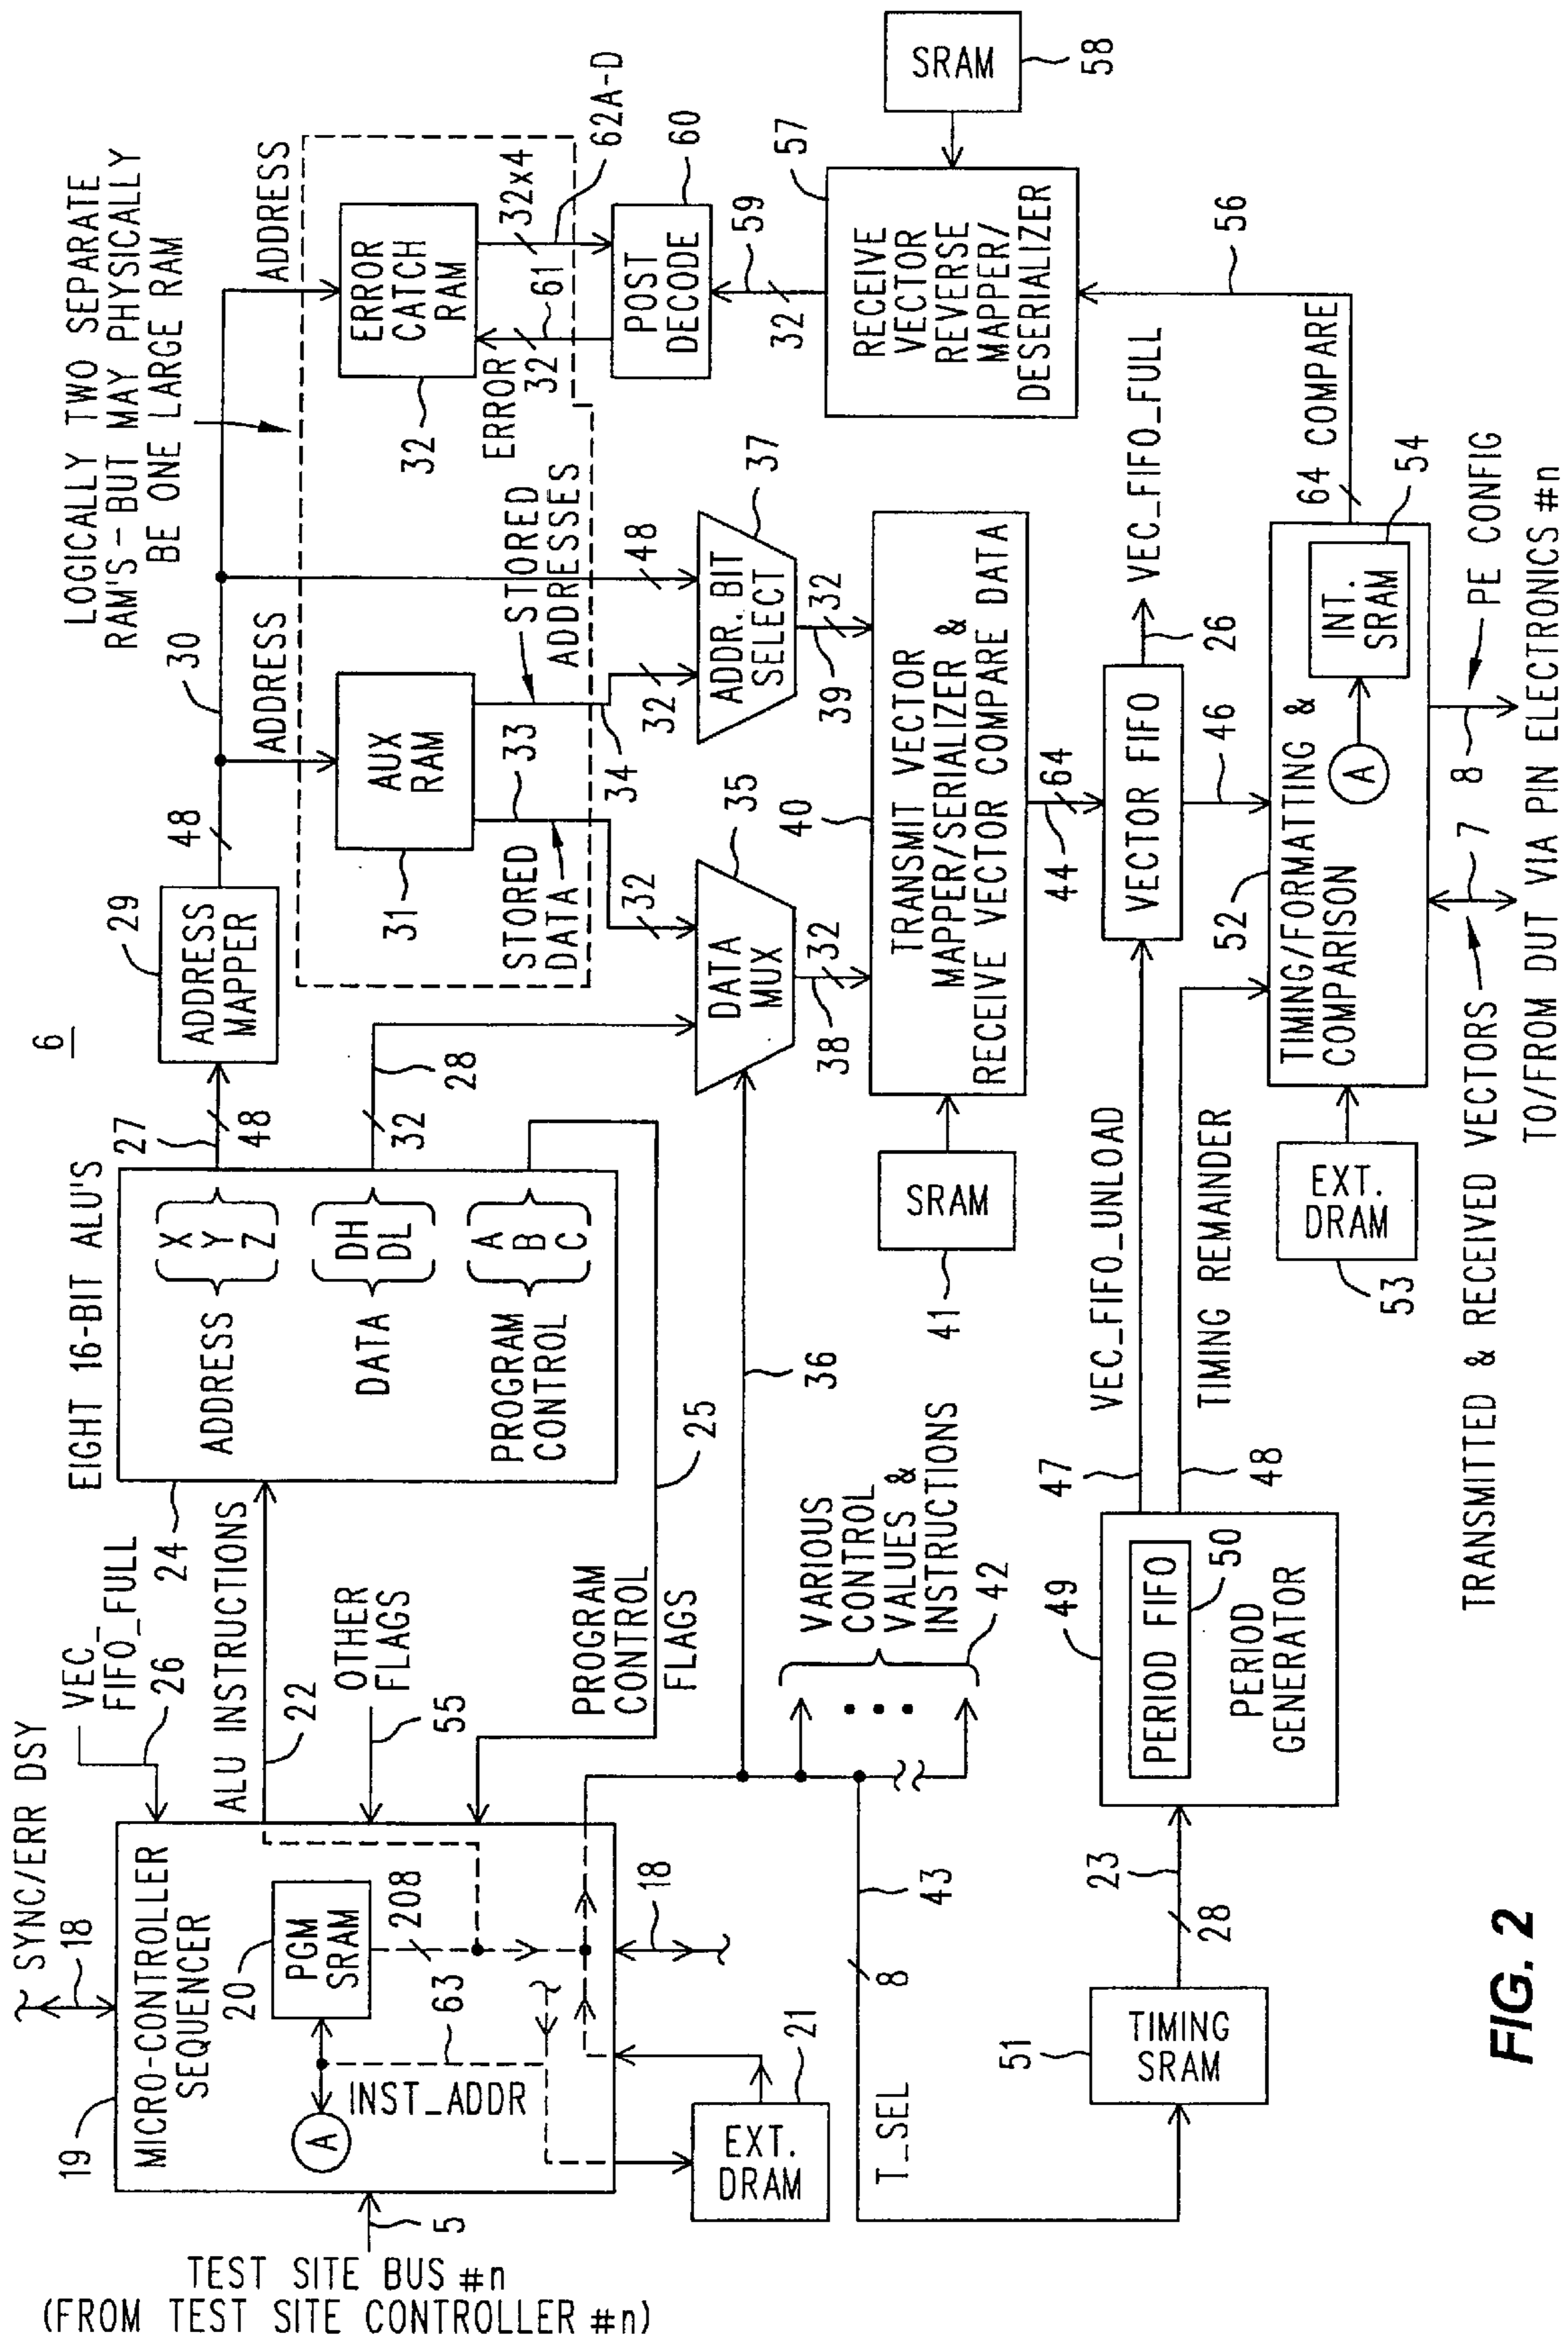 6
SYNC/ERR DSY
18
VEC_
FIFO_FULL
26
19
MICRO-CONTROLLER
SEQUENCER
20
PGM
SRAM
208
63
A
INST_ADDR
18
5
TEST SITE BUS #n
(FROM TEST SITE CONTROLLER #n)
EXT.
DRAM
21
ALU INSTRUCTIONS
22
OTHER
FLAGS
55
PROGRAM
CONTROL
FLAGS
25
EIGHT 16-BIT ALU'S
24
ADDRESS
X
Y
Z
DATA
DH
DL
PROGRAM
CONTROL
A
B
C
27
48
32
28
29
ADDRESS
MAPPER
48
30
ADDRESS
ADDRESS
LOGICALLY TWO SEPARATE
RAM'S-BUT MAY PHYSICALLY
BE ONE LARGE RAM
AUX
RAM
31
33
34
STORED
DATA
STORED
ADDRESSES
ERROR
CATCH
RAM
32
32x4
62A-D
ERROR
32
61
POST
DECODE
60
59
32
RECEIVE
VECTOR
REVERSE
MAPPER/
DESERIALIZER
57
SRAM
58
56
32
32
48
DATA
MUX
35
36
ADDR. BIT
SELECT
37
38
32
39
32
TRANSMIT VECTOR
MAPPER/SERIALIZER &
RECEIVE VECTOR COMPARE DATA
40
SRAM
41
VARIOUS
CONTROL
VALUES &
INSTRUCTIONS
42
43
8
T_SEL
44
64
VECTOR FIFO
VEC_FIFO_FULL
26
46
VEC_FIFO_UNLOAD
47
TIMING REMAINDER
48
PERIOD FIFO
50
PERIOD
GENERATOR
49
23
28
TIMING
SRAM
51
52
TIMING/FORMATTING &
COMPARISON
A
INT.
SRAM
54
64 COMPARE
EXT.
DRAM
53
7
8
PE CONFIG
TRANSMITTED & RECEIVED VECTORS
TO/FROM DUT VIA PIN ELECTRONICS #n
FIG. 2